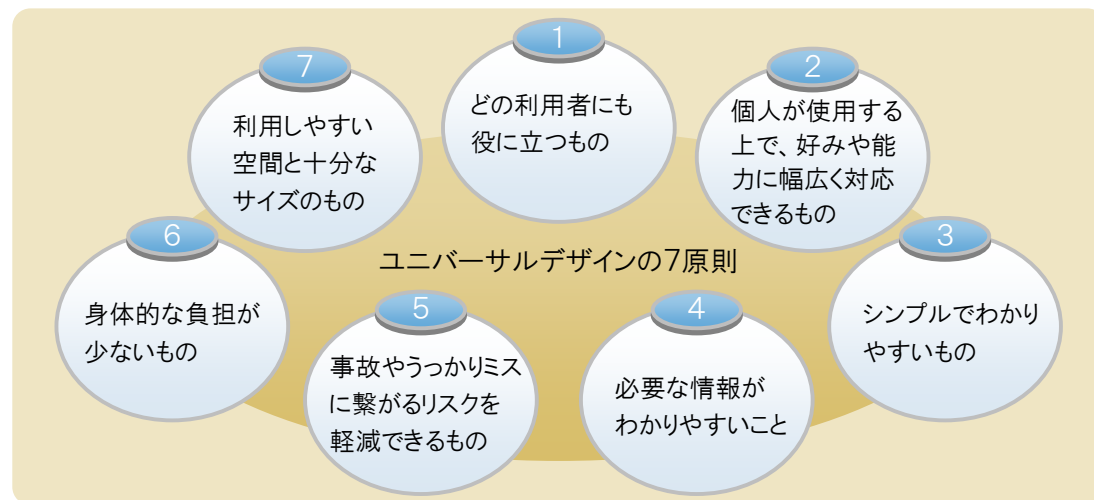 ユニバーサルデザインの7原則
1
どの利用者にも
役に立つもの
2
個人が使用する
上で、好みや能
力に幅広く対応
できるもの
3
シンプルでわかり
やすいもの
4
必要な情報が
わかりやすいこと
5
事故やうっかりミス
に繋がるリスクを
軽減できるもの
6
身体的な負担が
少ないもの
7
利用しやすい
空間と十分な
サイズのもの